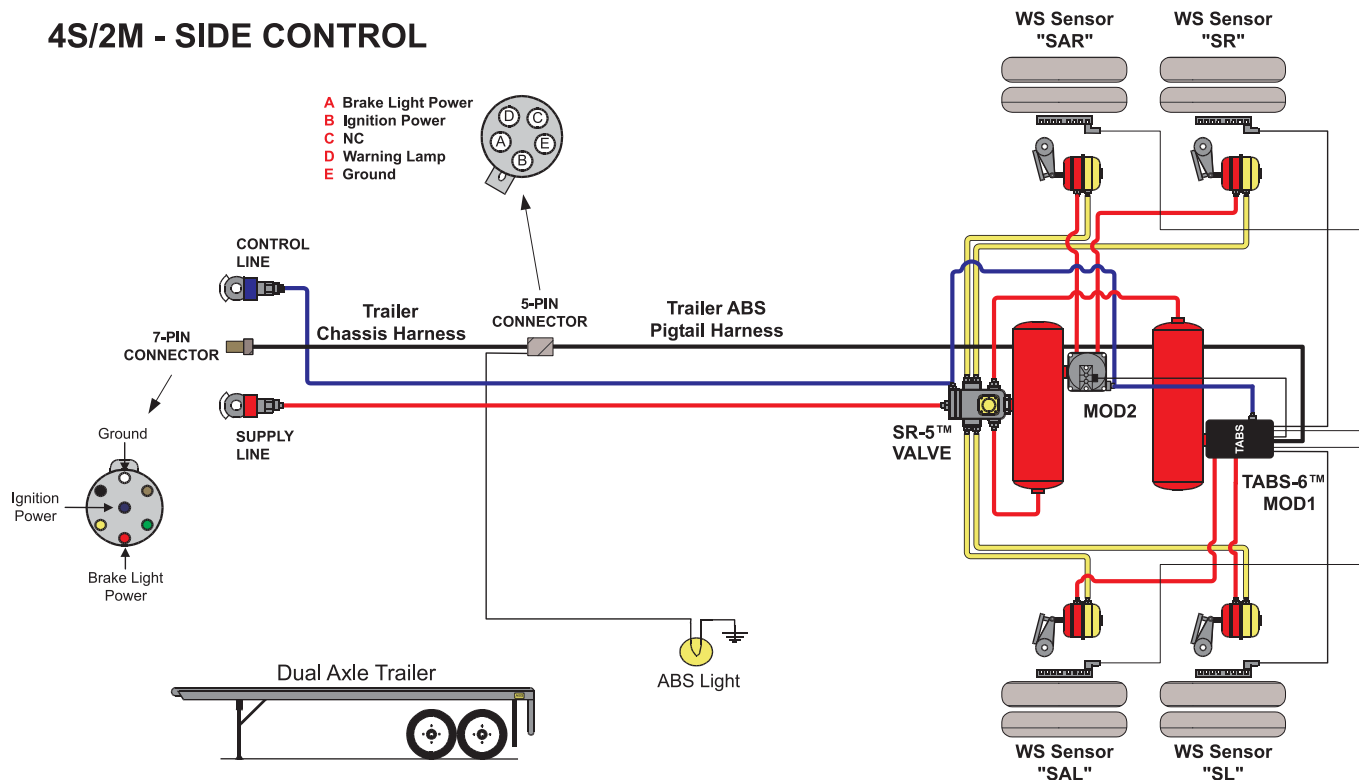 4S/2M - SIDE CONTROL
WS Sensor
"SAR"
WS Sensor
"SR"
A Brake Light Power
B Ignition Power
C NC
D Warning Lamp
E Ground
D
C
A
E
B
CONTROL
LINE
7-PIN
CONNECTOR
Trailer
Chassis Harness
5-PIN
CONNECTOR
Trailer ABS
Pigtail Harness
SUPPLY
LINE
SR-5™
VALVE
MOD2
TABS
TABS-6™
MOD1
Ground
Ignition
Power
Brake Light
Power
ABS Light
Dual Axle Trailer
WS Sensor
"SAL"
WS Sensor
"SL"